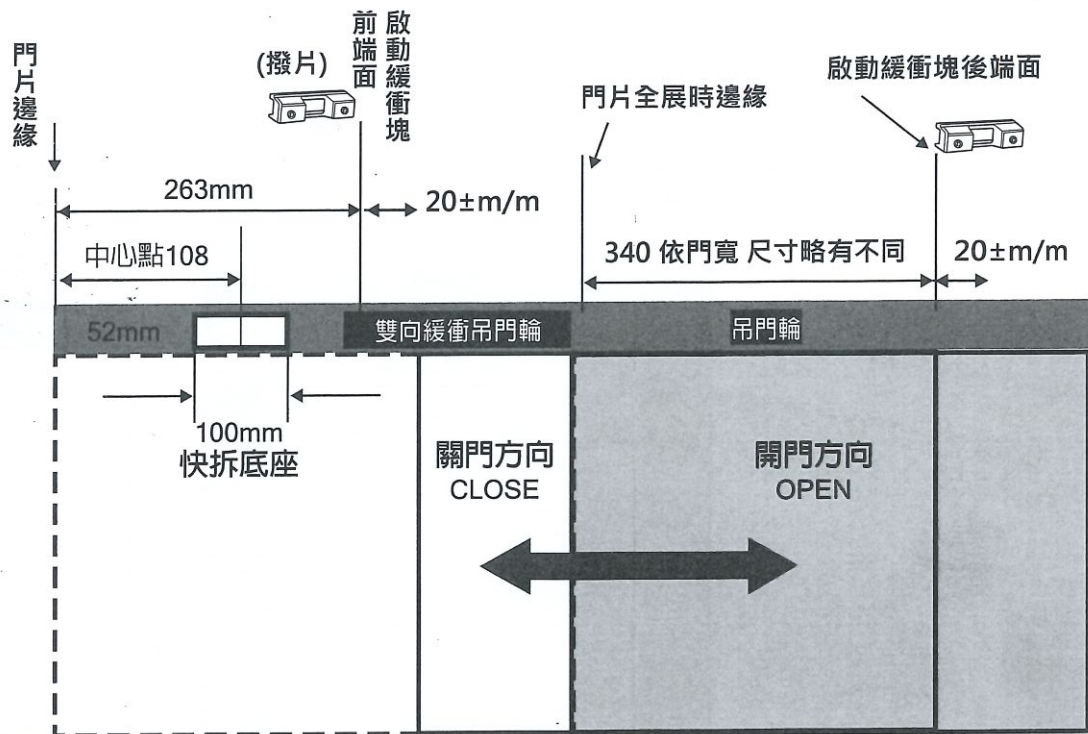 門片邊緣
(撥片)
啟動緩衝塊
前端面
門片全展時邊緣
啟動緩衝塊後端面
263mm
20±m/m
中心點108
340 依門寬 尺寸略有不同
20±m/m
52mm
雙向緩衝吊門輪
吊門輪
100mm
快拆底座
關門方向
CLOSE
開門方向
OPEN